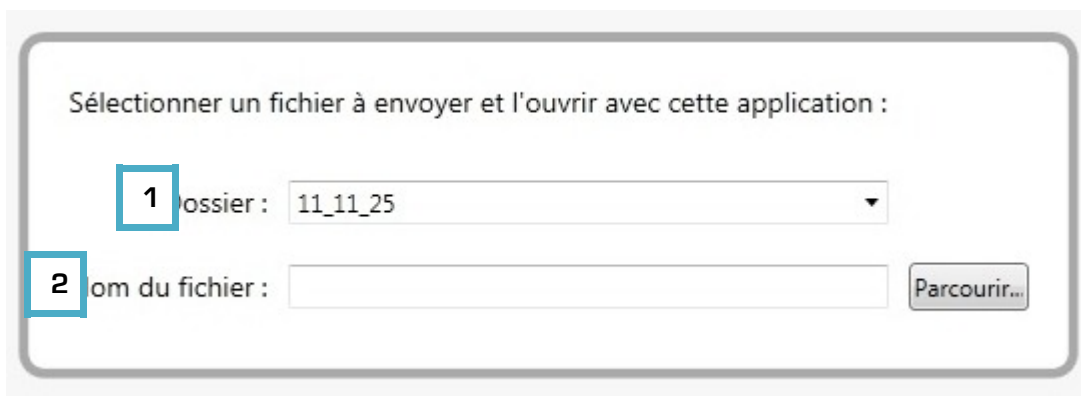 Sélectionner un fichier à envoyer et l'ouvrir avec cette application :
1 ossier : 11_11_25
2 om du fichier : Parcourir...